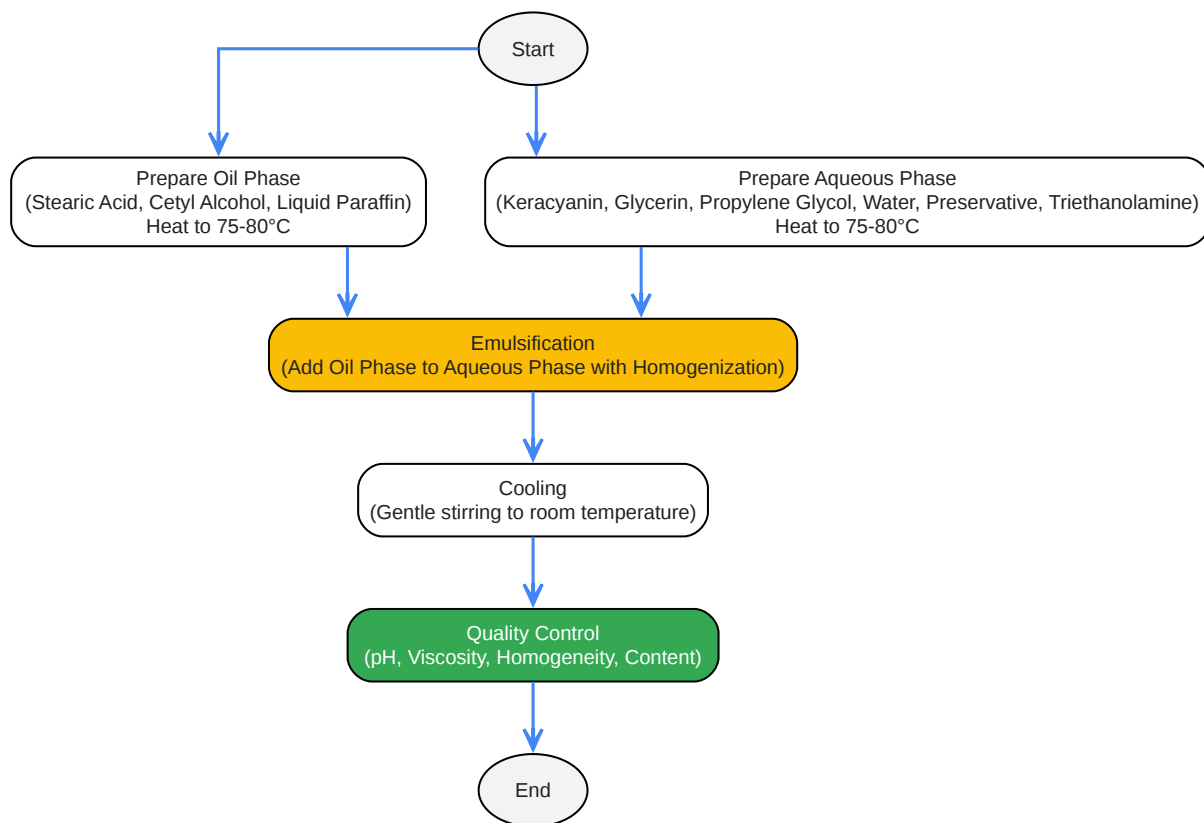 Start
Prepare Oil Phase
(Stearic Acid, Cetyl Alcohol, Liquid Paraffin)
Heat to 75-80°C
Prepare Aqueous Phase
(Keracyanin, Glycerin, Propylene Glycol, Water, Preservative, Triethanolamine)
Heat to 75-80°C
Emulsification
(Add Oil Phase to Aqueous Phase with Homogenization)
Cooling
(Gentle stirring to room temperature)
Quality Control
(pH, Viscosity, Homogeneity, Content)
End